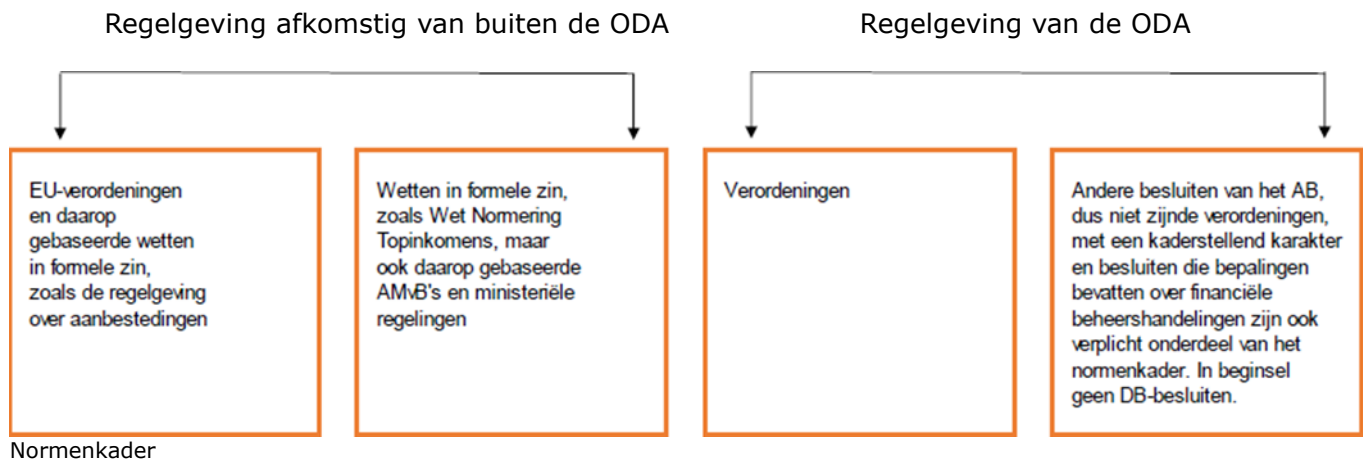 Regelgeving afkomstig van buiten de ODA
Regelgeving van de ODA
EU-verordeningen
en daarop
gebaseerde wetten
in formele zin,
zoals de regelgeving
over aanbestedingen
Wetten in formele zin,
zoals Wet Normering
Topinkomens, maar
ook daarop gebaseerde
AMvB's en ministeriële
regelingen
Verordeningen
Andere besluiten van het AB,
dus niet zijnde verordeningen,
met een kaderstellend karakter
en besluiten die bepalingen
bevatten over financiële
beheershandelingen zijn ook
verplicht onderdeel van het
normenkader. In beginsel
geen DB-besluiten.
Normenkader